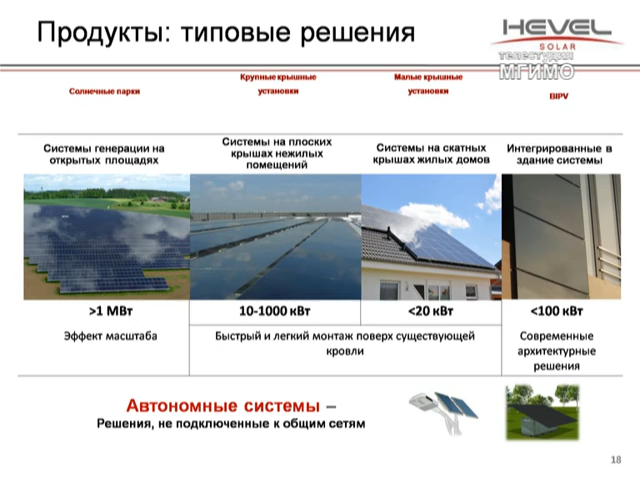 Продукты: типовые решения
HEVEL
SOLAR
телестудия
МГИМО
Солнечные парки
Крупные крышные
установки
Малые крышные
установки
BIPV
Системы генерации на
открытых площадях
Системы на плоских
крышах нежилых
помещений
Системы на скатных
крышах жилых домов
Интегрированные в
здание системы
>1 МВт
10-1000 кВт
<20 кВт
<100 кВт
Эффект масштаба
Быстрый и легкий монтаж поверх существующей
кровли
Современные
архитектурные
решения
Автономные системы –
Решения, не подключенные к общим сетям
18